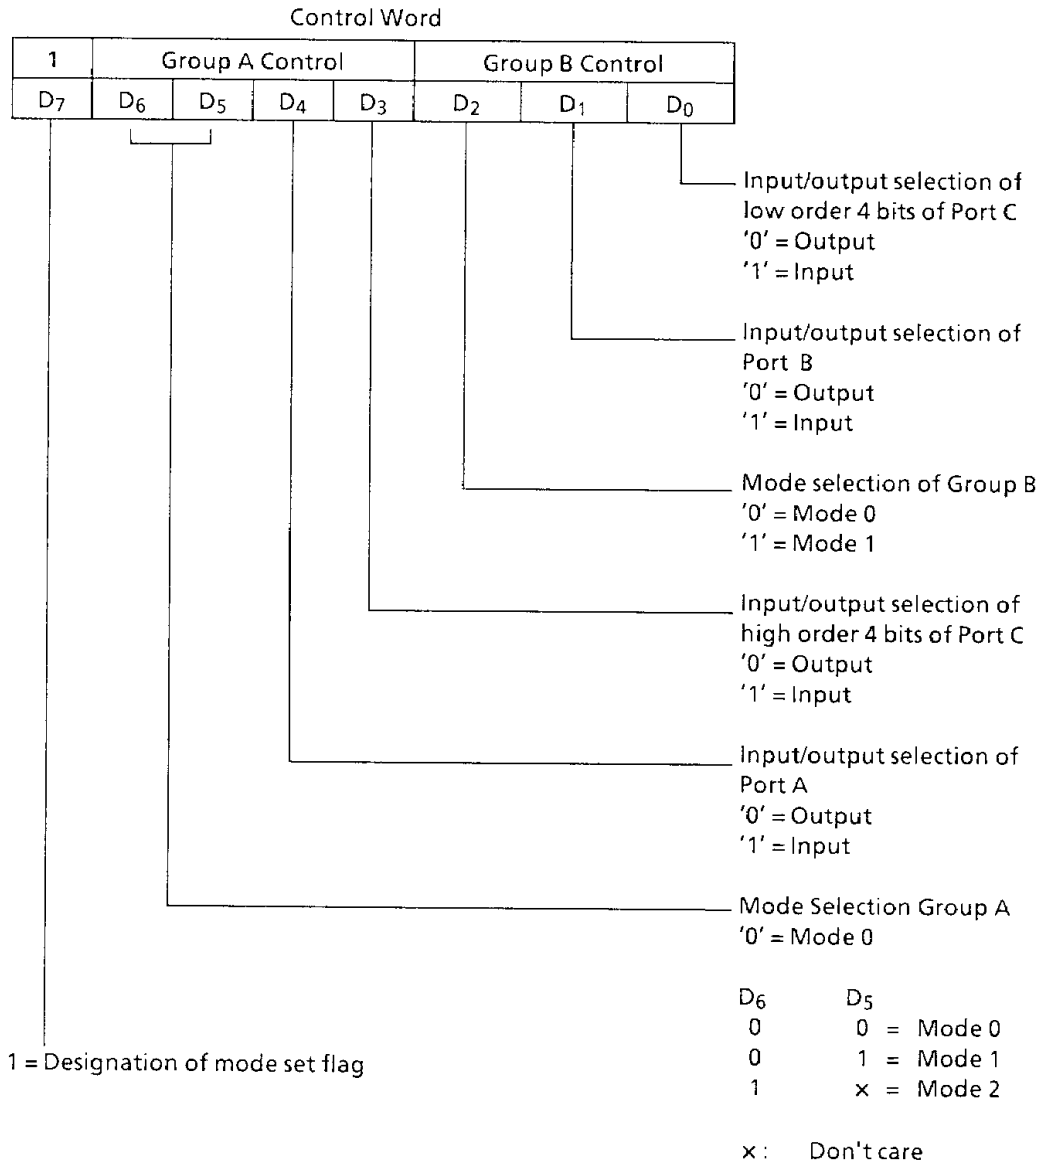 Control Word
1 Group A Control Group B Control
D7 D6 D5 D4 D3 D2 D1 D0
Input/output selection of
low order 4 bits of Port C
'0' = Output
'1' = Input
Input/output selection of
Port B
'0' = Output
'1' = Input
Mode selection of Group B
'0' = Mode 0
'1' = Mode 1
Input/output selection of
high order 4 bits of Port C
'0' = Output
'1' = Input
Input/output selection of
Port A
'0' = Output
'1' = Input
Mode Selection Group A
'0' = Mode 0
D6 D5
0 0 = Mode 0
0 1 = Mode 1
1 x = Mode 2
1 = Designation of mode set flag
x : Don't care